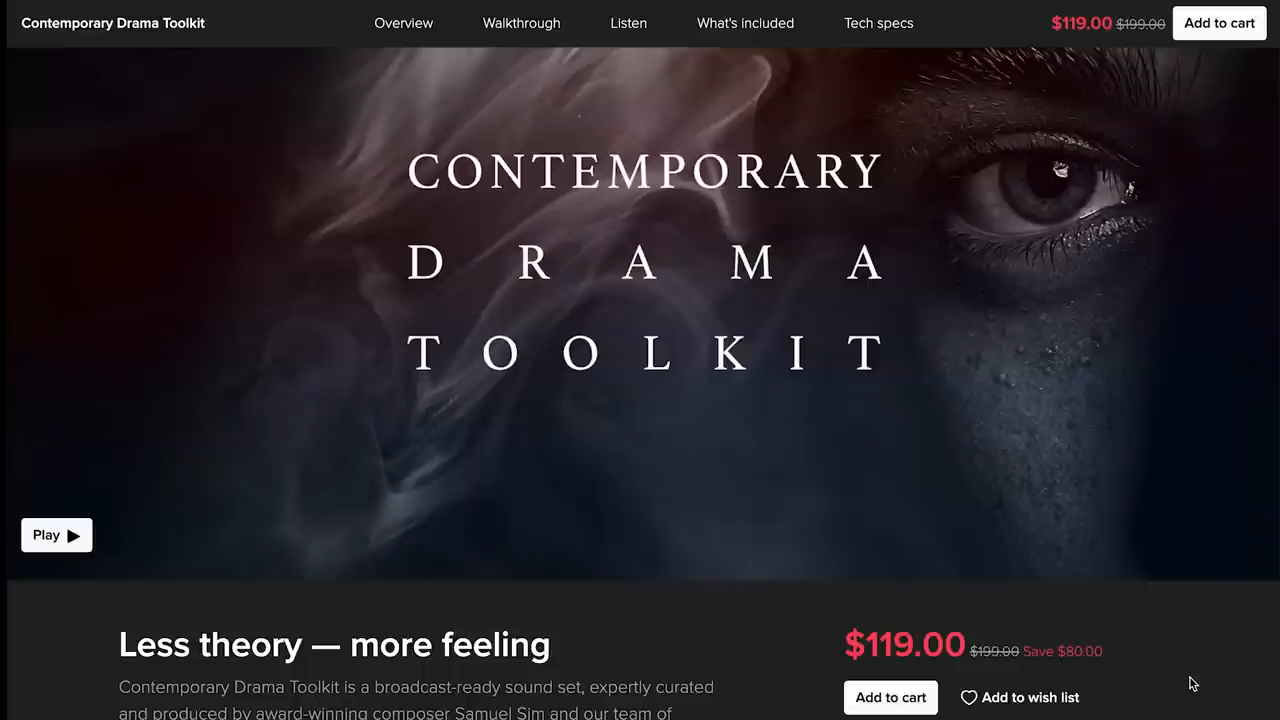 Contemporary Drama Toolkit
Overview
Walkthrough
Listen
What's included
Tech specs
$119.00 $199.00
Add to cart
CONTEMPORARY
DRAMA
TOOLKIT
Play
Less theory — more feeling
Contemporary Drama Toolkit is a broadcast-ready sound set, expertly curated
and produced by award-winning composer Samuel Sim and our team of
$119.00 $199.00 Save $80.00
Add to cart
Add to wish list